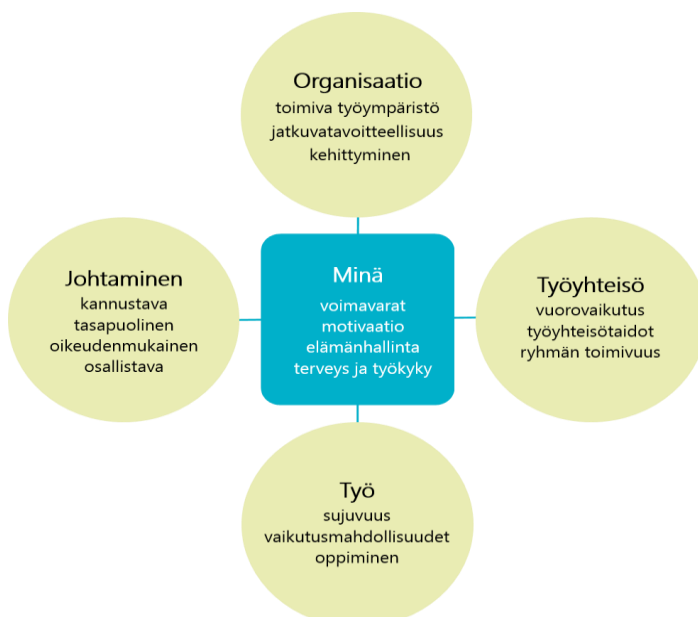 Organisaatio
toimiva työympäristö
jatkuvatavoitteellisuus
kehittyminen
Johtaminen
kannustava
tasapuolinen
oikeudenmukainen
osallistava
Minä
voimavarat
motivaatio
elämänhallinta
terveys ja työkyky
Työyhteisö
vuorovaikutus
työyhteisötaidot
ryhmän toimivuus
Työ
sujuvuus
vaikutusmahdollisuudet
oppiminen